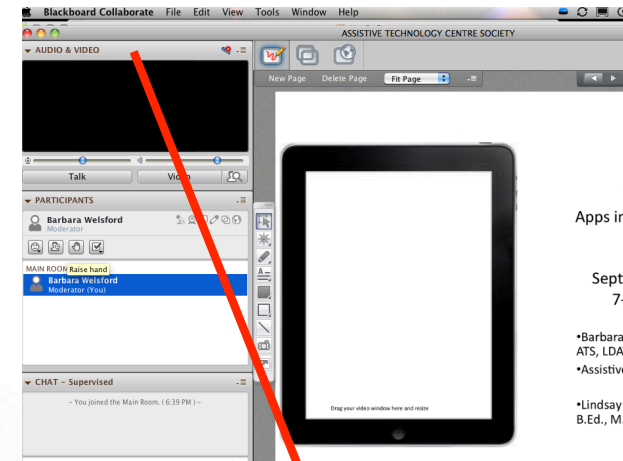 Blackboard Collaborate File Edit View Tools Window Help
ASSISTIVE TECHNOLOGY CENTRE SOCIETY
AUDIO & VIDEO
New Page Delete Page Fit Page
Talk Video
PARTICIPANTS
Barbara Welsford
Moderator
MAIN ROOM
Raise hand
Barbara Welsford
Moderator (You)
CHAT – Supervised
– You joined the Main Room. ( 6:39 PM ) –
Drag your video window here and resize
Apps
Sept
7-
•Barbara
ATS, LDA
•Assistive
•Lindsay
B.Ed., M.